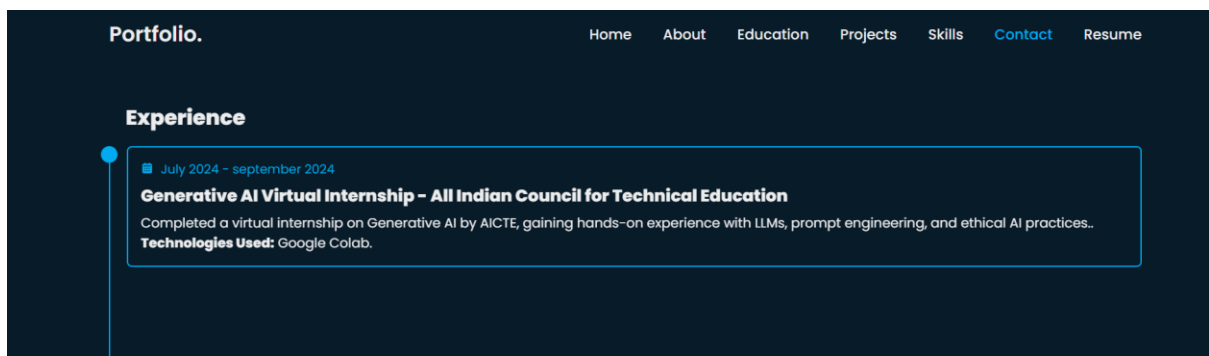 Portfolio.
Home About Education Projects Skills Contact Resume
Experience
July 2024 - september 2024
Generative AI Virtual Internship - All Indian Council for Technical Education
Completed a virtual internship on Generative AI by AICTE, gaining hands-on experience with LLMs, prompt engineering, and ethical AI practices..
Technologies Used: Google Colab.